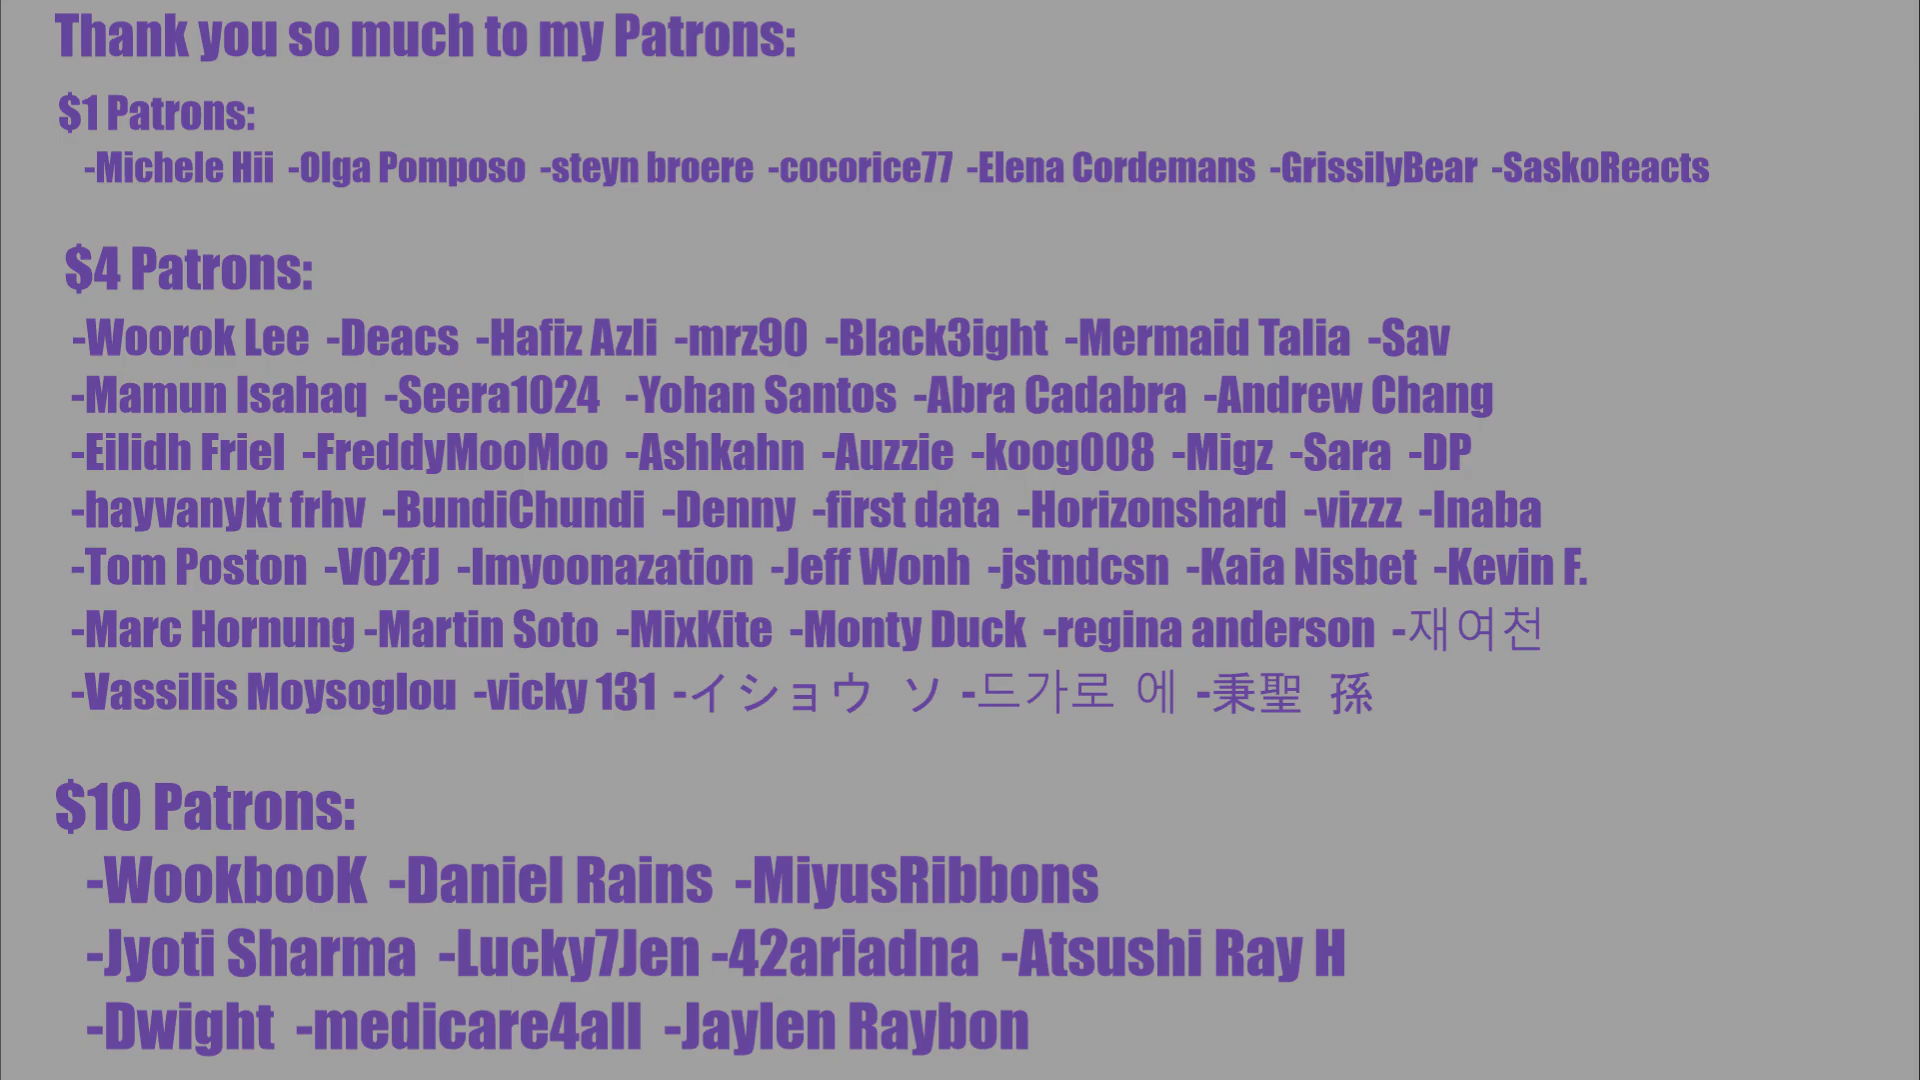 Thank you so much to my Patrons:
$1 Patrons:
-Michele Hii -Olga Pomposo -steyn broere -cocorice77 -Elena Cordemans -GrissilyBear -SaskoReacts
$4 Patrons:
-Woorok Lee -Deacs -Hafiz Azli -mrz90 -Black3ight -Mermaid Talia -Sav
-Mamun Isahaq -Seera1024 -Yohan Santos -Abra Cadabra -Andrew Chang
-Eilidh Friel -FreddyMooMoo -Ashkahn -Auzzie -koog008 -Migz -Sara -DP
-hayvanykt frhv -BundiChundi -Denny -first data -Horizonshard -vizzz -Inaba
-Tom Poston -V02fJ -Imyoonazation -Jeff Wonh -jstndcsn -Kaia Nisbet -Kevin F.
-Marc Hornung -Martin Soto -MixKite -Monty Duck -regina anderson -재여천
-Vassilis Moysoglou -vicky 131 -イショウ ソ -드가로 에 -秉聖 孫
$10 Patrons:
-WookbooK -Daniel Rains -MiyusRibbons
-Jyoti Sharma -Lucky7Jen -42ariadna -Atsushi Ray H
-Dwight -medicare4all -Jaylen Raybon